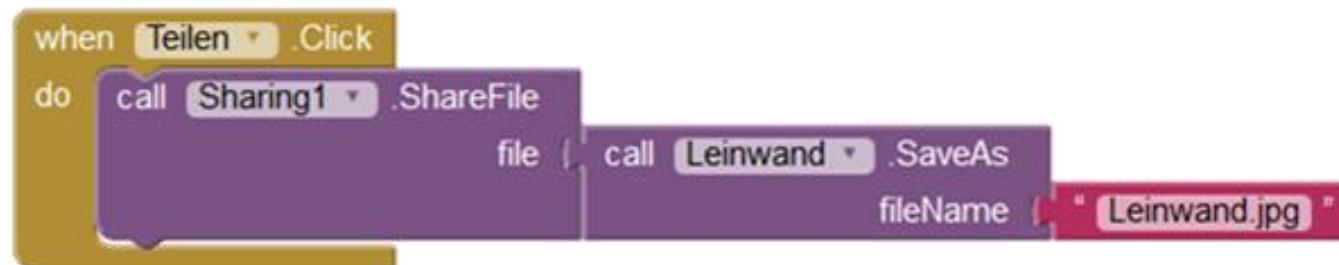 when Teilen .Click
do call Sharing1 .ShareFile
file call Leinwand .SaveAs
fileName " Leinwand.jpg "